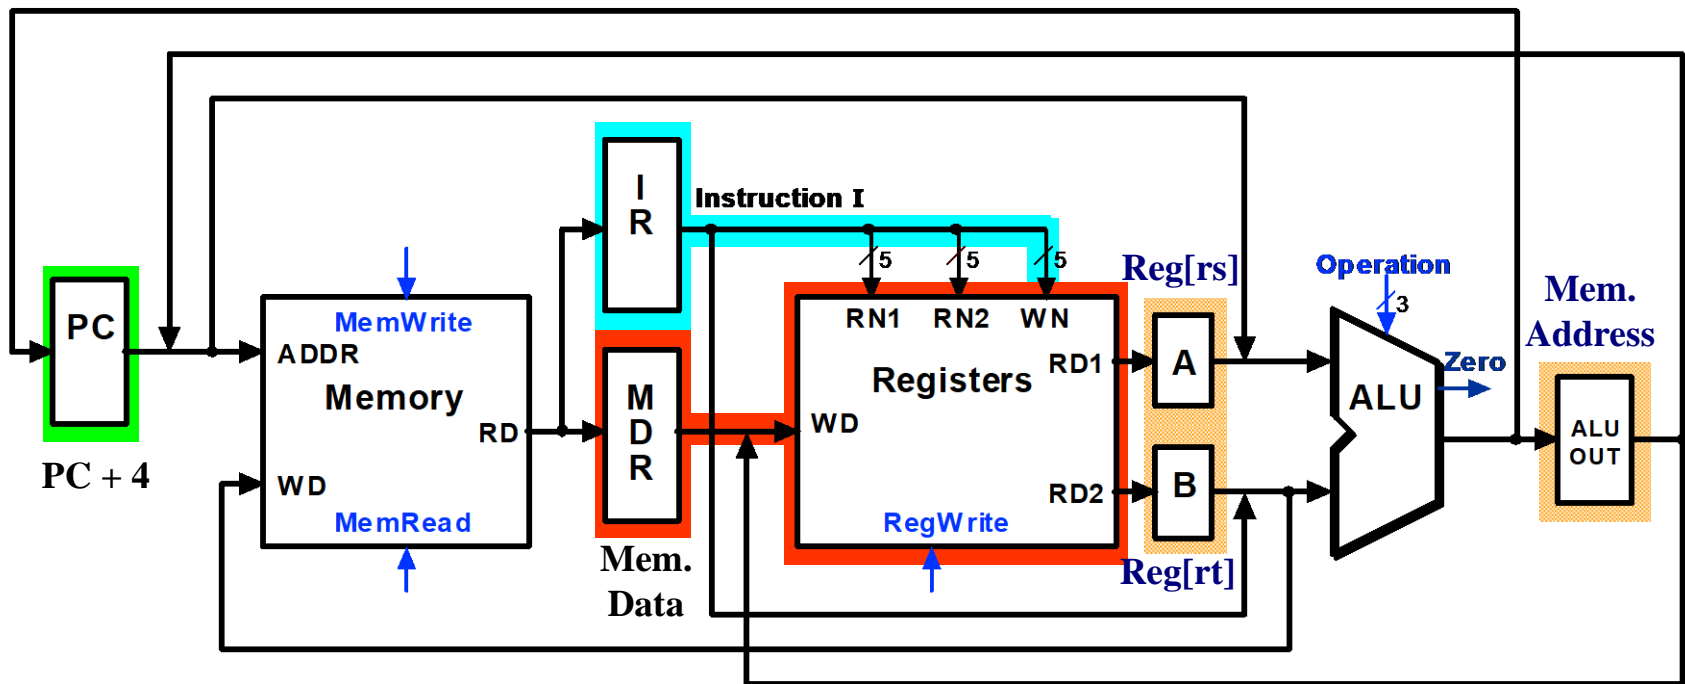 I
R
Instruction I
5
5
5
Reg[rs]
Operation
3
Mem.
Address
PC
MemWrite
ADDR
Memory
RD
WD
MemRead
PC + 4
M
D
R
Mem.
Data
RN1
RN2
WN
RD1
Registers
WD
RD2
RegWrite
A
B
Reg[rt]
Zero
ALU
ALU
OUT